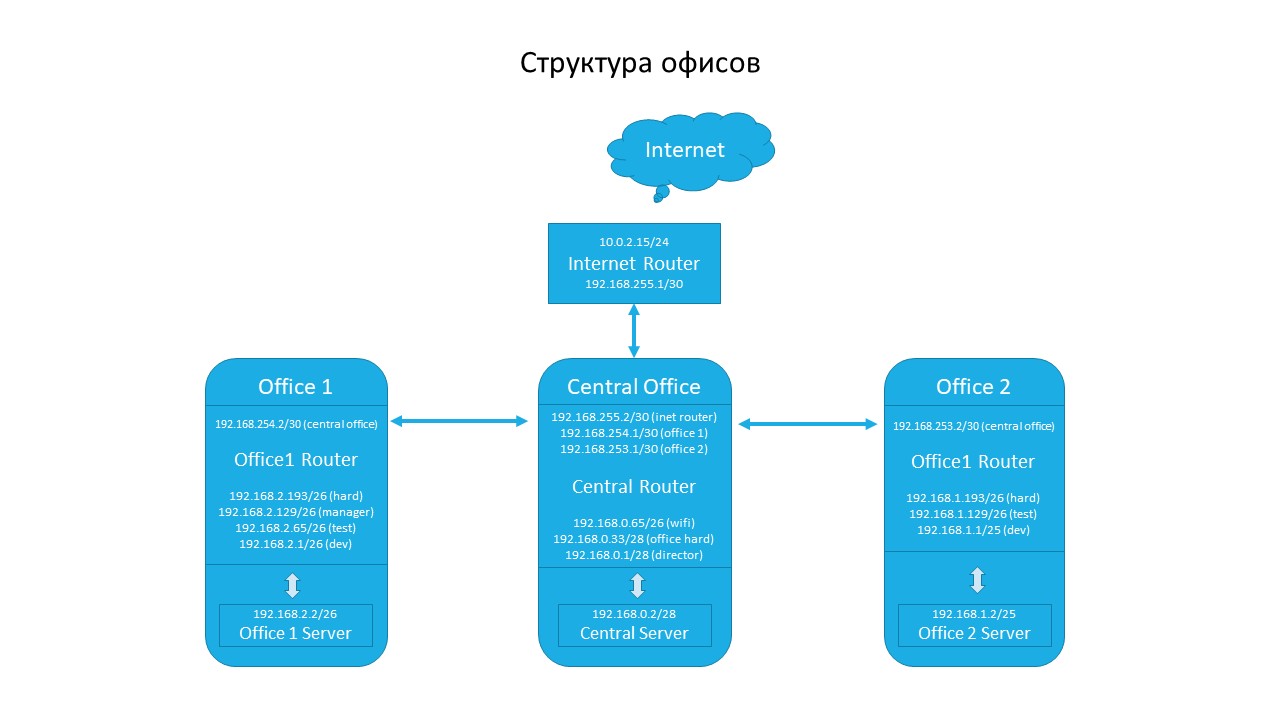 Структура офисов
Internet
10.0.2.15/24
Internet Router
192.168.255.1/30
Office 1
192.168.254.2/30 (central office)
Office1 Router
192.168.2.193/26 (hard)
192.168.2.129/26 (manager)
192.168.2.65/26 (test)
192.168.2.1/26 (dev)
192.168.2.2/26
Office 1 Server
Central Office
192.168.255.2/30 (inet router)
192.168.254.1/30 (office 1)
192.168.253.1/30 (office 2)
Central Router
192.168.0.65/26 (wifi)
192.168.0.33/28 (office hard)
192.168.0.1/28 (director)
192.168.0.2/28
Central Server
Office 2
192.168.253.2/30 (central office)
Office1 Router
192.168.1.193/26 (hard)
192.168.1.129/26 (test)
192.168.1.1/25 (dev)
192.168.1.2/25
Office 2 Server